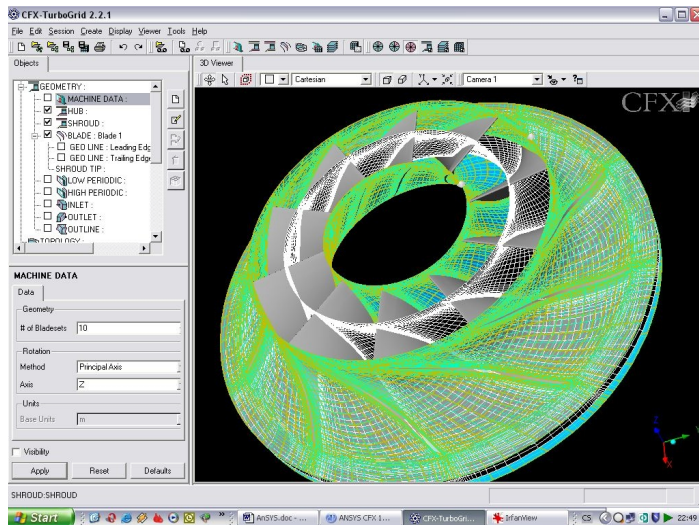 CFX-TurboGrid 2.2.1
File Edit Session Create Display Viewer Tools Help
Objects
3D Viewer
Cartesian
Camera 1
GEOMETRY:
MACHINE DATA :
HUB :
SHROUD :
BLADE : Blade 1
GEO LINE : Leading Edg
GEO LINE : Trailing Edge
SHROUD TIP :
LOW PERIODIC :
HIGH PERIODIC :
INLET :
OUTLET :
OUTLINE :
TOPOLOGY :
CFX
MACHINE DATA
Data
Geometry
# of Bladesets 10
Rotation
Method Principal Axis
Axis Z
Units
Base Units m
Visibility
Apply Reset Defaults
Z
Y
X
SHROUD:SHROUD
Start
AnSYS.doc - ...
ANSYS CFX 1...
CFX-TurboGri...
IrfanView
CS
22:49